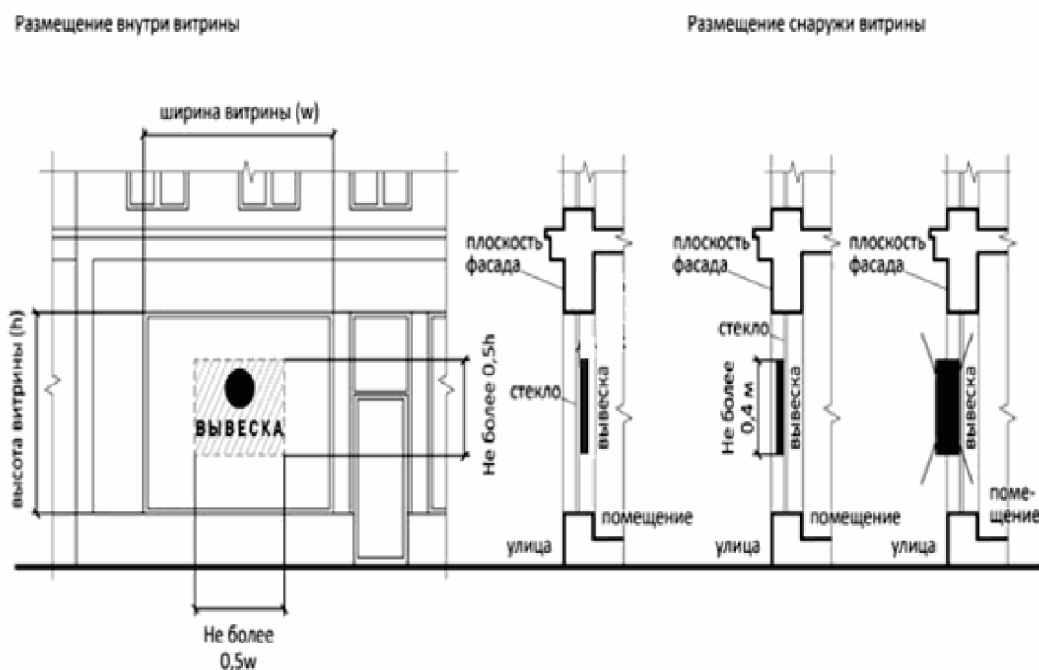 Размещение внутри витрины
Размещение снаружи витрины
ширина витрины (w)
плоскость
фасада
плоскость
фасада
плоскость
фасада
высота витрины (h)
ВЫВЕСКА
Не более 0,5h
стекло
вывеска
стекло
Не более
0,4 м
вывеска
вывеска
помещение
улица
помещение
улица
поме-
щение
улица
Не более
0,5w